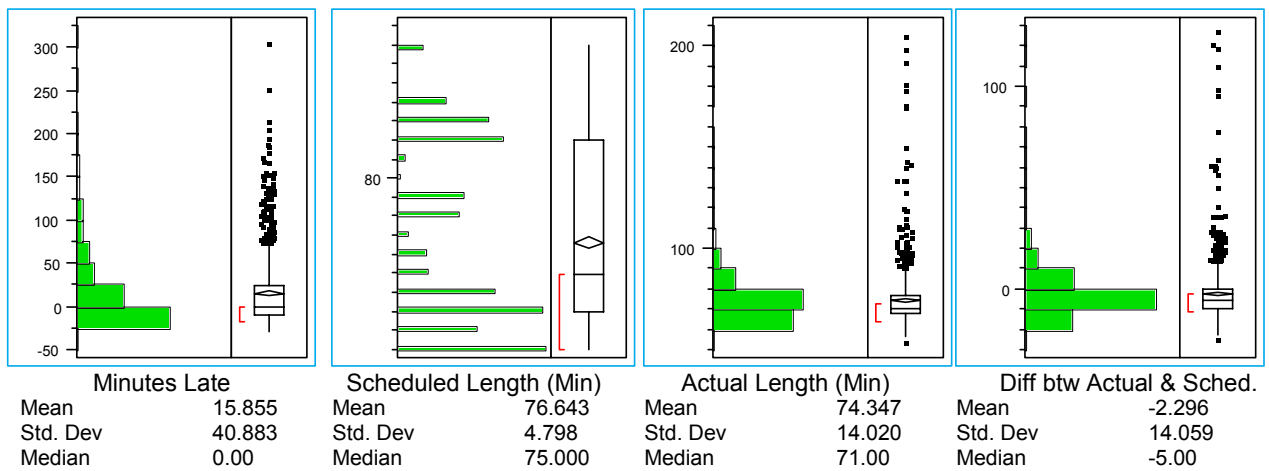 300
250
200
150
100
50
0
-50
80
200
100
100
0
Minutes Late
Mean 15.855
Std. Dev 40.883
Median 0.00
Scheduled Length (Min)
Mean 76.643
Std. Dev 4.798
Median 75.000
Actual Length (Min)
Mean 74.347
Std. Dev 14.020
Median 71.00
Diff btw Actual & Sched.
Mean -2.296
Std. Dev 14.059
Median -5.00